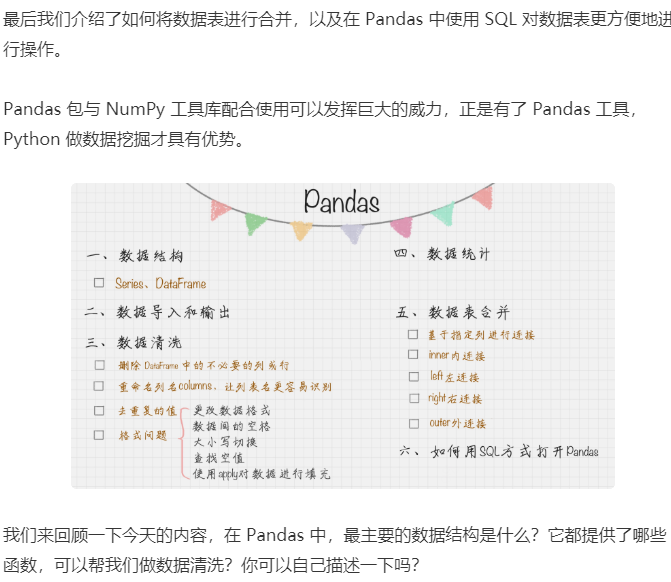 最后我们介绍了如何将数据表进行合并，以及在 Pandas 中使用 SQL 对数据表更方便地进
行操作。
Pandas 包与 NumPy 工具库配合使用可以发挥巨大的威力，正是有了 Pandas 工具，
Python 做数据挖掘才具有优势。
Pandas
一、数据结构
Series、DataFrame
二、数据导入和输出
三、数据清洗
删除 DataFrame 中的不必要的列或行
重命名列名columns，让列表名更容易识别
去重复的值
格式问题
更改数据格式
数据间的空格
大小写切换
查找空值
使用apply对数据进行填充
四、数据统计
五、数据表合并
基于指定列进行连接
inner内连接
left左连接
right右连接
outer外连接
六、如何用SQL方式打开Pandas
我们来回顾一下今天的内容，在 Pandas 中，最主要的数据结构是什么？它都提供了哪些
函数，可以帮我们做数据清洗？你可以自己描述一下吗？